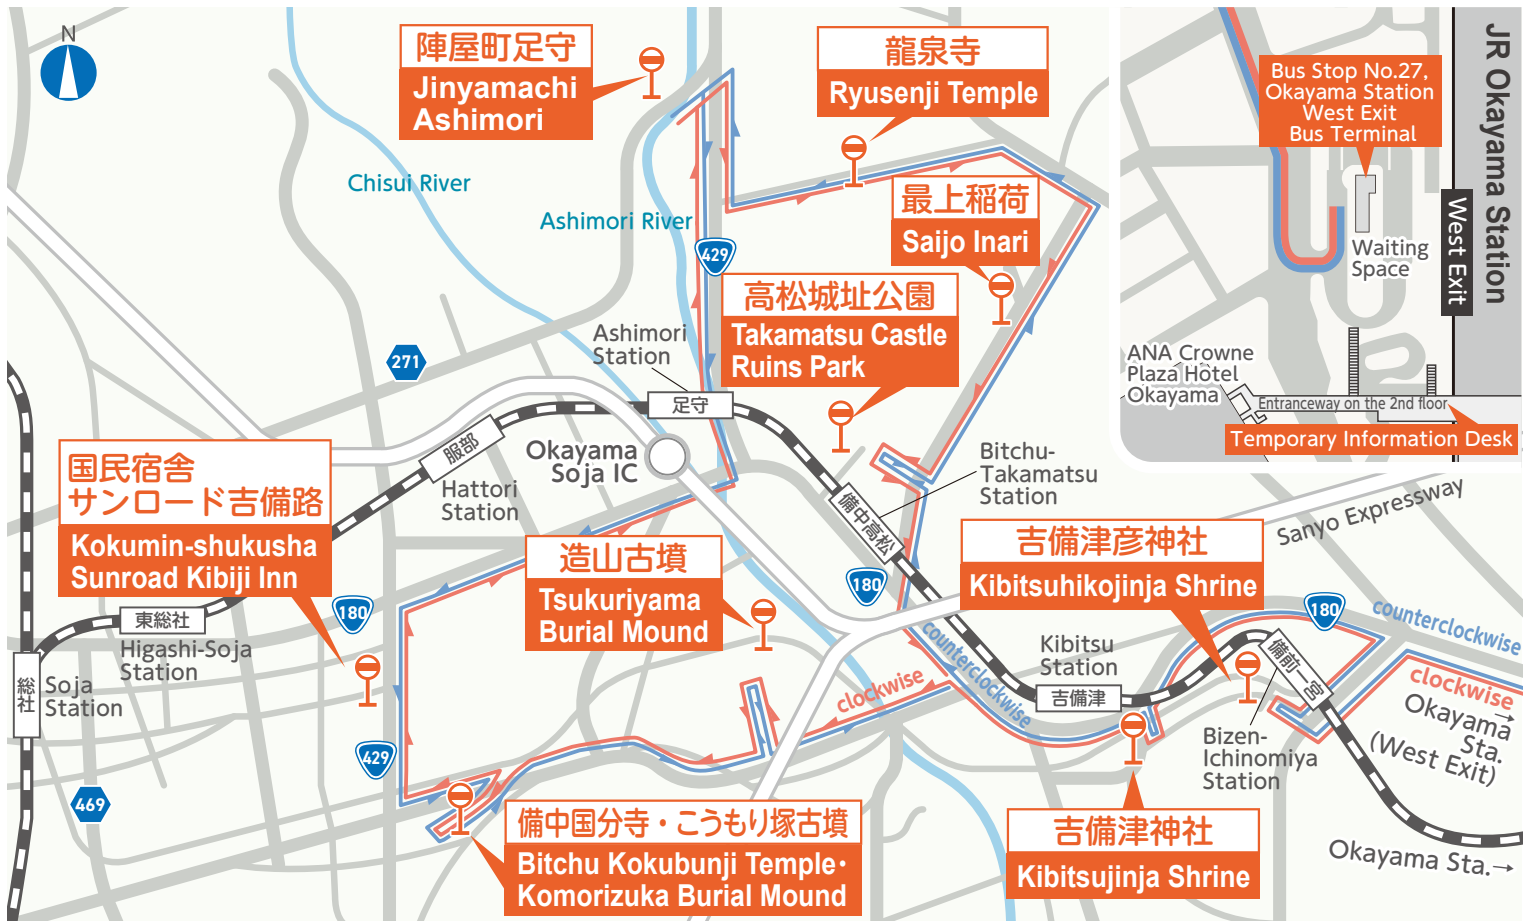 N
陣屋町足守
Jinyamachi
Ashimori
龍泉寺
Ryusenji Temple
Chisui River
Ashimori River
最上稲荷
Saijo Inari
429
高松城址公園
Takamatsu Castle
Ruins Park
Ashimori
Station
271
足守
国民宿舎
サンロード吉備路
Kokumin-shukusha
Sunroad Kibiji Inn
服部
Hattori
Station
Okayama
Soja IC
備中高松
Bitchu-
Takamatsu
Station
Sanyo Expressway
造山古墳
Tsukuriyama
Burial Mound
180
吉備津彦神社
Kibitsuhikojinja Shrine
180
東総社
Higashi-Soja
Station
180
総社
Soja
Station
counterclockwise
clockwise
Kibitsu
Station
吉備津
備前一宮
Bizen-
Ichinomiya
Station
counterclockwise
clockwise
Okayama→
Sta.
(West Exit)
429
469
備中国分寺・こうもり塚古墳
Bitchu Kokubunji Temple・
Komorizuka Burial Mound
吉備津神社
Kibitsujinja Shrine
Okayama Sta.→
Bus Stop No.27,
Okayama Station
West Exit
Bus Terminal
JR Okayama Station
West Exit
Waiting
Space
ANA Crowne
Plaza Hotel
Okayama
Entranceway on the 2nd floor
Temporary Information Desk